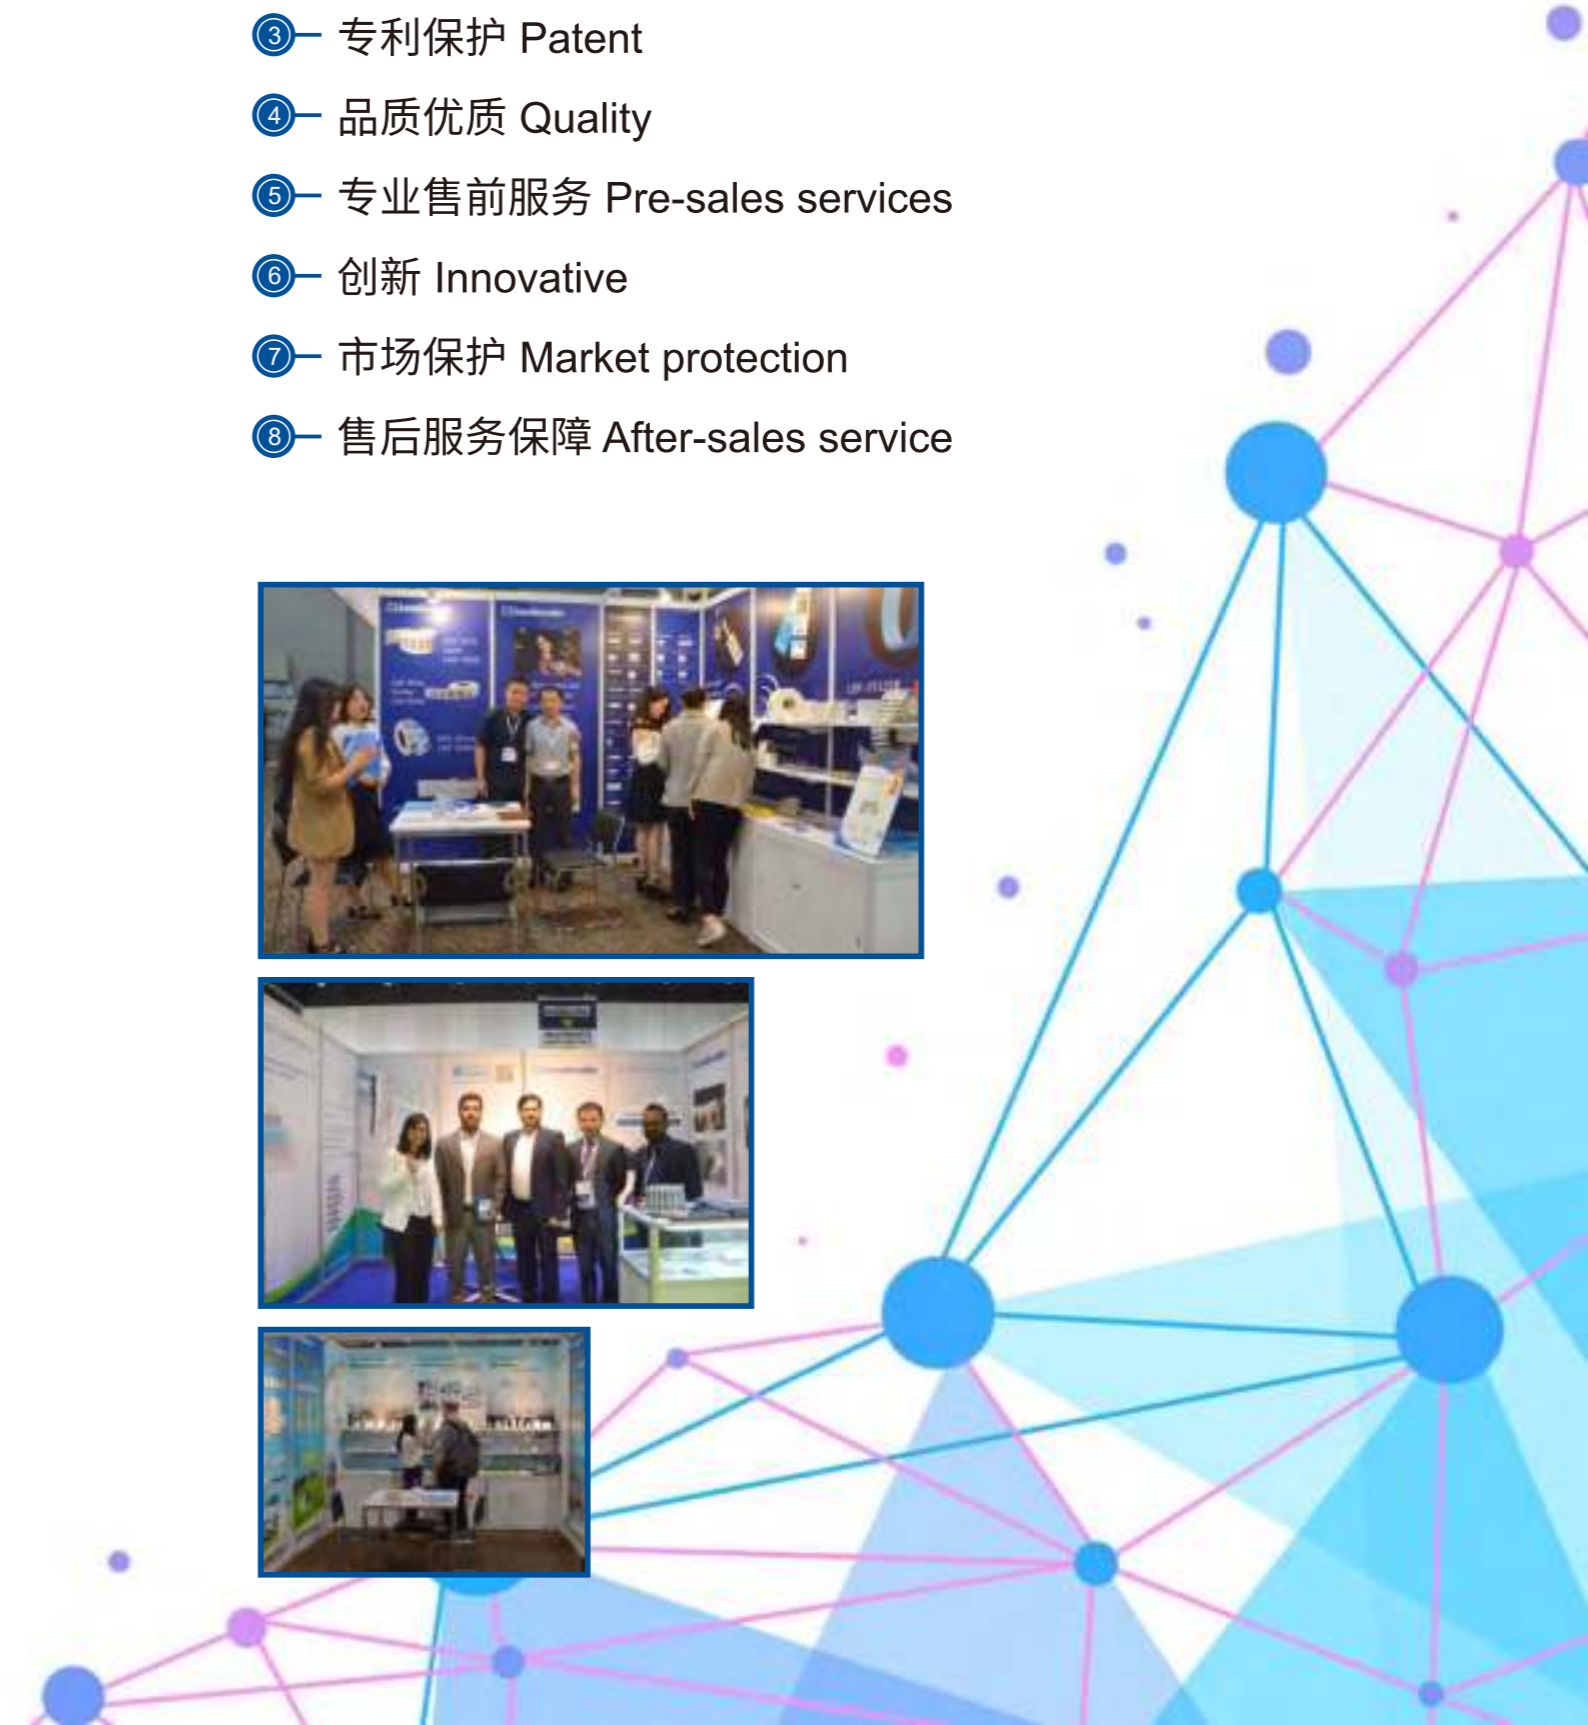 3 专利保护 Patent
4 品质优质 Quality
5 专业售前服务 Pre-sales services
6 创新 Innovative
7 市场保护 Market protection
8 售后服务保障 After-sales service